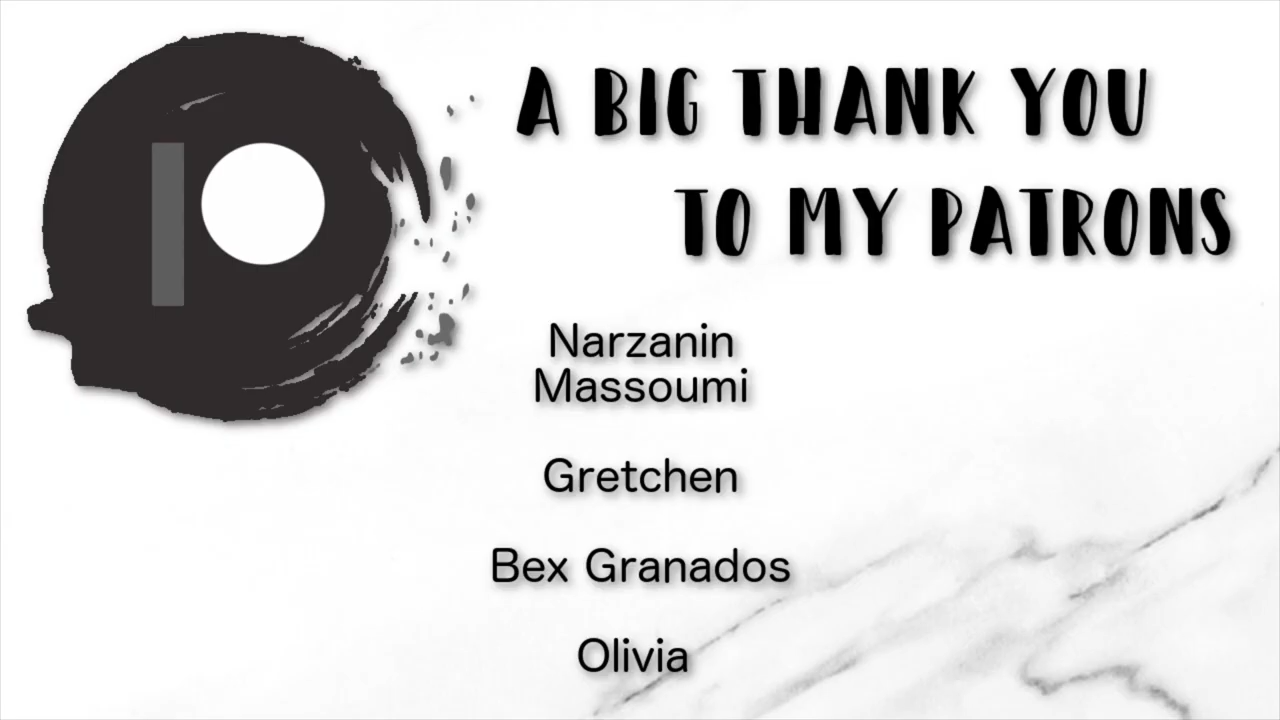 A BIG THANK YOU
TO MY PATRONS
Narzanin
Massoumi
Gretchen
Bex Granados
Olivia